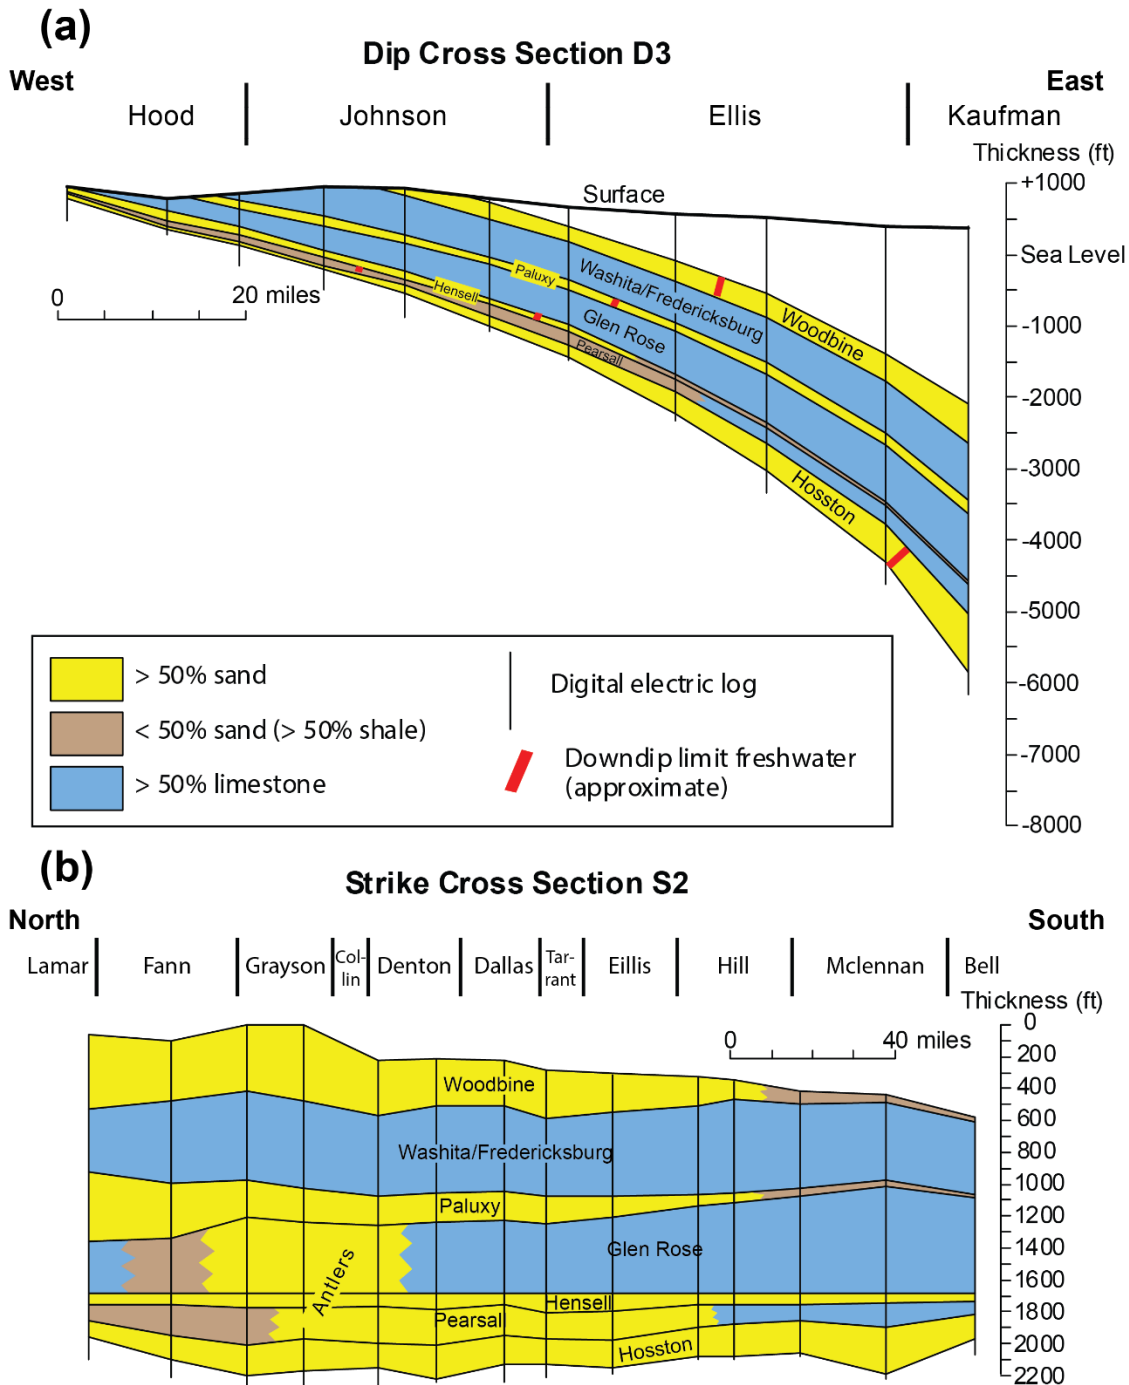 (a)
Dip Cross Section D3
West
East
Hood
Johnson
Ellis
Kaufman
Thickness (ft)
+1000
Surface
Sea Level
0
20 miles
Paluxy
Washita/Fredericksburg
Hensell
Glen Rose
Woodbine
Pearsall
-1000
-2000
-3000
Hosston
-4000
-5000
-6000
-7000
-8000
> 50% sand
< 50% sand (> 50% shale)
> 50% limestone
Digital electric log
Downdip limit freshwater
(approximate)
(b)
Strike Cross Section S2
North
South
Lamar
Fann
Grayson
Col-
lin
Denton
Dallas
Tar-
rant
Eillis
Hill
Mclennan
Bell
Thickness (ft)
0
40 miles
0
200
400
600
800
1000
1200
1400
1600
1800
2000
2200
Woodbine
Washita/Fredericksburg
Paluxy
Glen Rose
Antlers
Hensell
Pearsall
Hosston